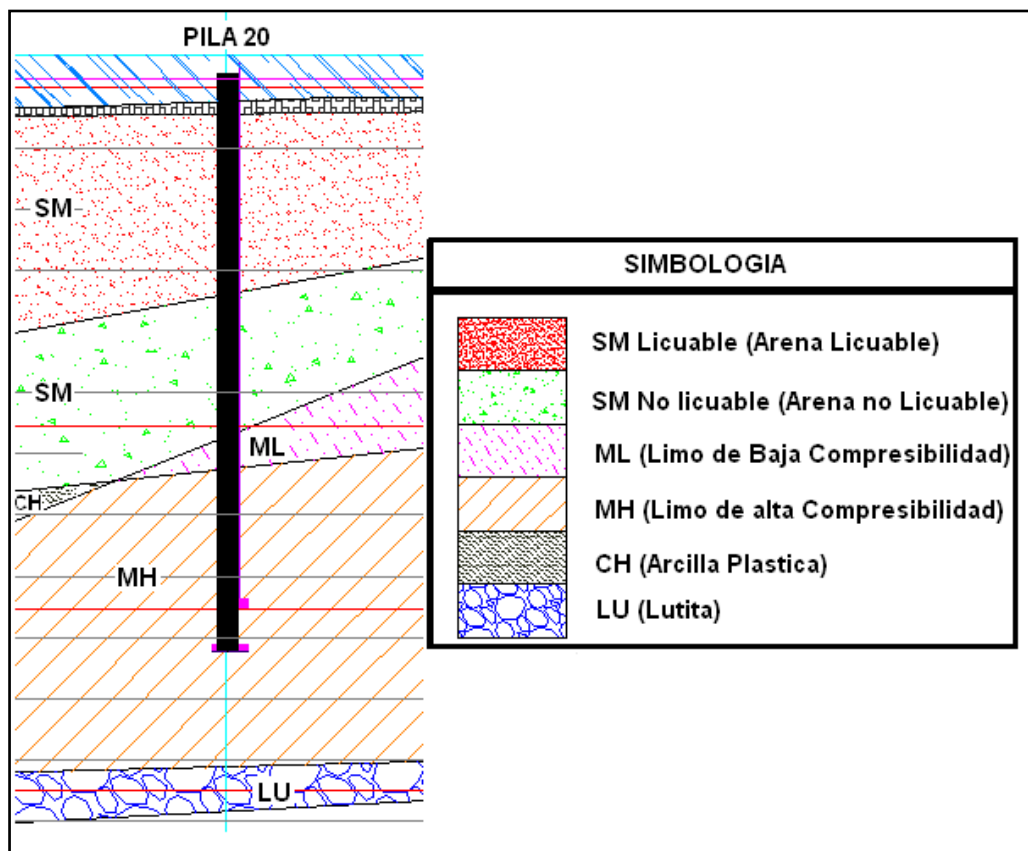 PILA 20
SM
SM
ML
CH
MH
LU
SIMBOLOGIA
SM Licuable (Arena Licuable)
SM No licuable (Arena no Licuable)
ML (Limo de Baja Compresibilidad)
MH (Limo de alta Compresibilidad)
CH (Arcilla Plastica)
LU (Lutita)